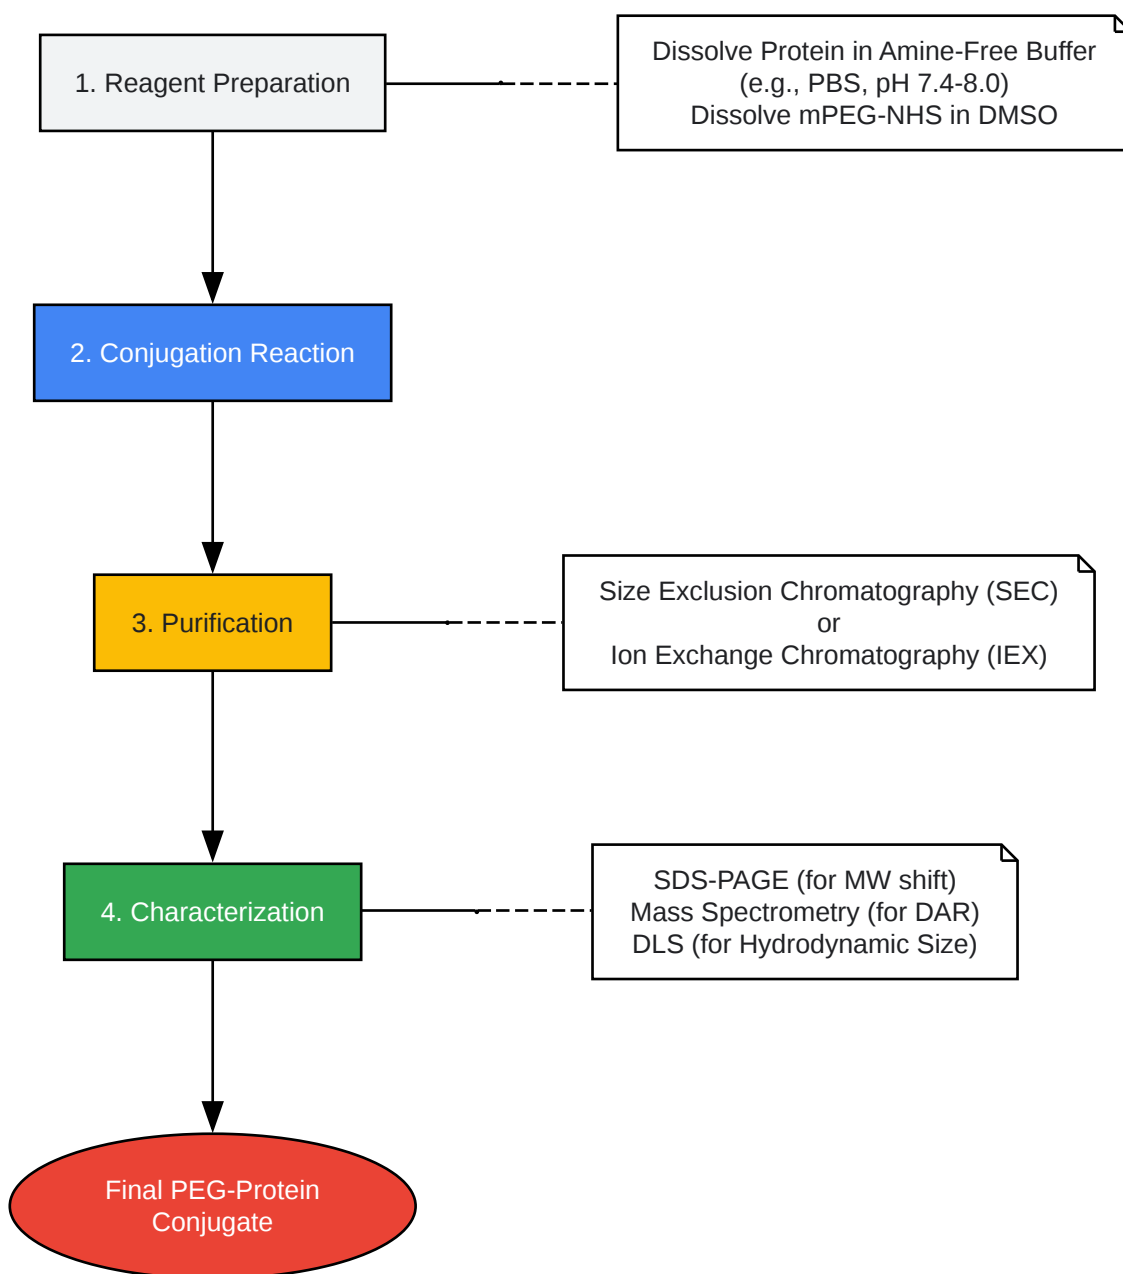 1. Reagent Preparation
Dissolve Protein in Amine-Free Buffer
(e.g., PBS, pH 7.4-8.0)
Dissolve mPEG-NHS in DMSO
2. Conjugation Reaction
3. Purification
Size Exclusion Chromatography (SEC)
or
Ion Exchange Chromatography (IEX)
4. Characterization
SDS-PAGE (for MW shift)
Mass Spectrometry (for DAR)
DLS (for Hydrodynamic Size)
Final PEG-Protein
Conjugate